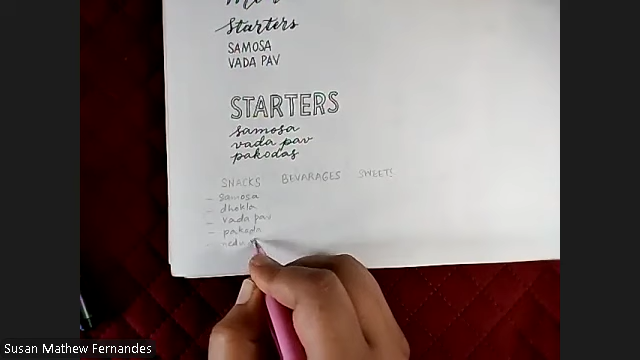 Starters
SAMOSA
VADA PAV
STARTERS
samosa
vada pav
pakodas
SNACKS BEVARAGES SWEETS
- Samosa
- dhokla
- vada pav
- pakoda
Susan Mathew Fernandes